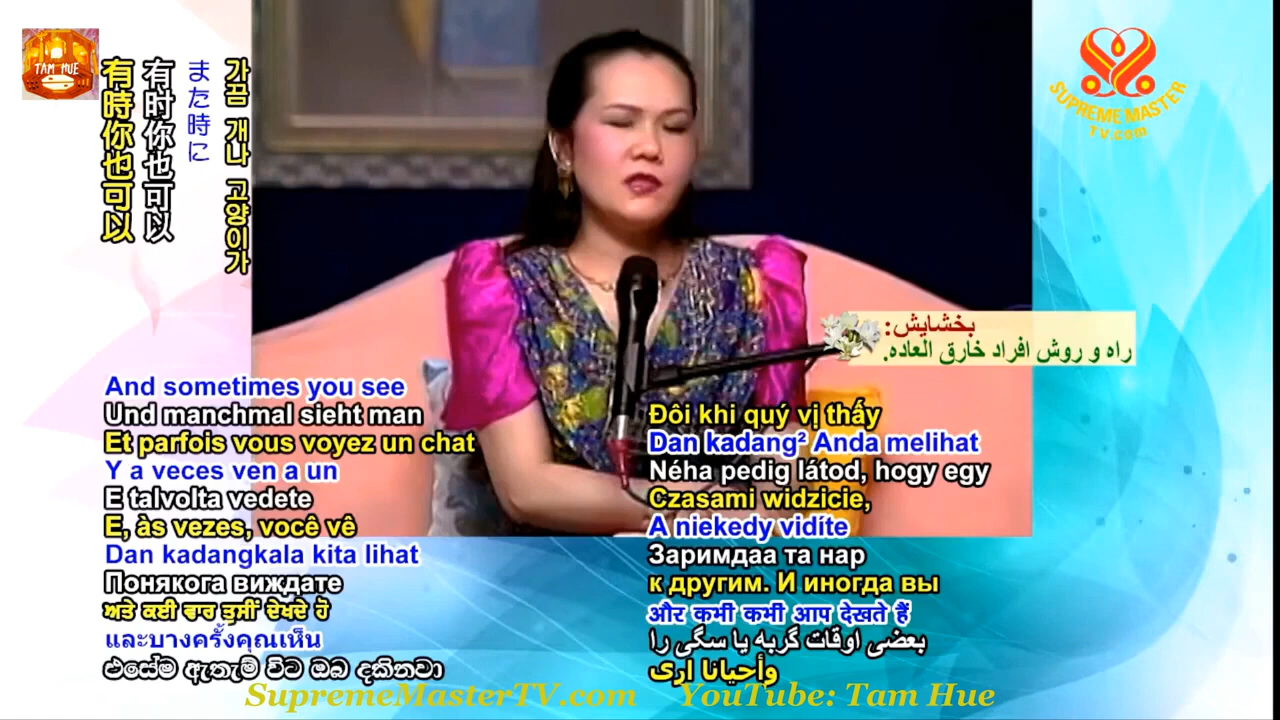 TAM HUE
有時你也可以
有时你也可以
また時に
가끔 개나 고양이가
SUPREME MASTER
TV.com
بخشایش:
راه و روش افراد خارق العاده.
And sometimes you see
Und manchmal sieht man
Et parfois vous voyez un chat
Y a veces ven a un
E talvolta vedete
E, às vezes, você vê
Dan kadangkala kita lihat
Понякога виждате
ਅਤੇ ਕਈ ਵਾਰ ਤੁਸੀਂ ਦੇਖਦੇ ਹੋ
และบางครั้งคุณเห็น
එසේම ඇතැම් විට ඔබ දකිනවා
Đôi khi quý vị thấy
Dan kadang² Anda melihat
Néha pedig látod, hogy egy
Czasami widzicie,
A niekedy vidíte
Заримдаа та нар
к другим. И иногда вы
और कभी कभी आप देखते हैं
بعضی اوقات گربه یا سگی را
وأحيانا ارى
SupremeMasterTV.com
YouTube: Tam Hue